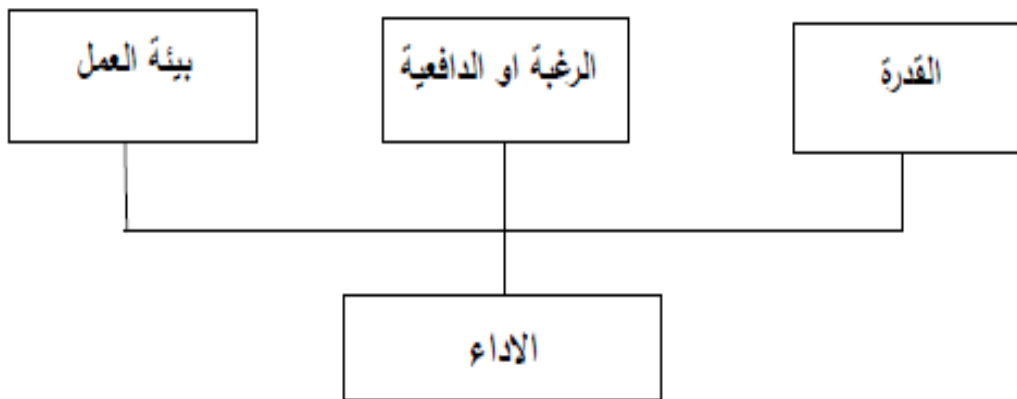 القدرة
الرغبة او الدافعية
بيئة العمل
الاداء